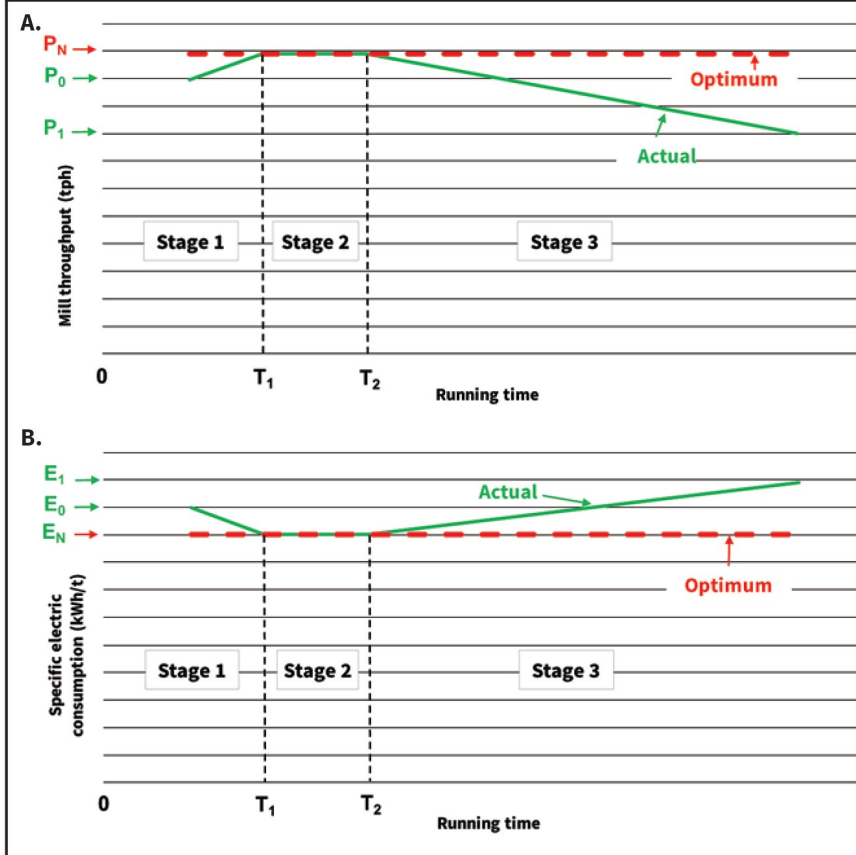 A.
P_N
P_0
Optimum
P_1
Actual
Mill throughput (tph)
Stage 1
Stage 2
Stage 3
0
T_1
T_2
Running time
B.
E_1
Actual
E_0
E_N
Optimum
Specific electric
consumption (kWh/t)
Stage 1
Stage 2
Stage 3
0
T_1
T_2
Running time